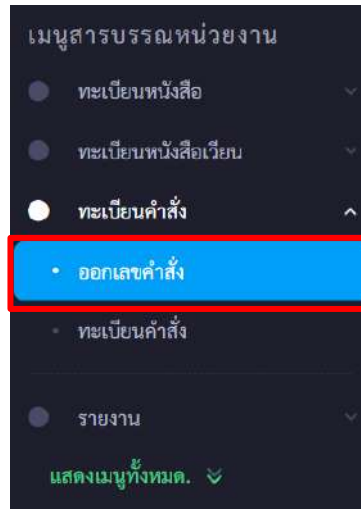 เมนูสารบรรณหน่วยงาน
ทะเบียนหนังสือ
ทะเบียนหนังสือเวียน
ทะเบียนคำสั่ง
ออกเลขคำสั่ง
ทะเบียนคำสั่ง
รายงาน
แสดงเมนูทั้งหมด.